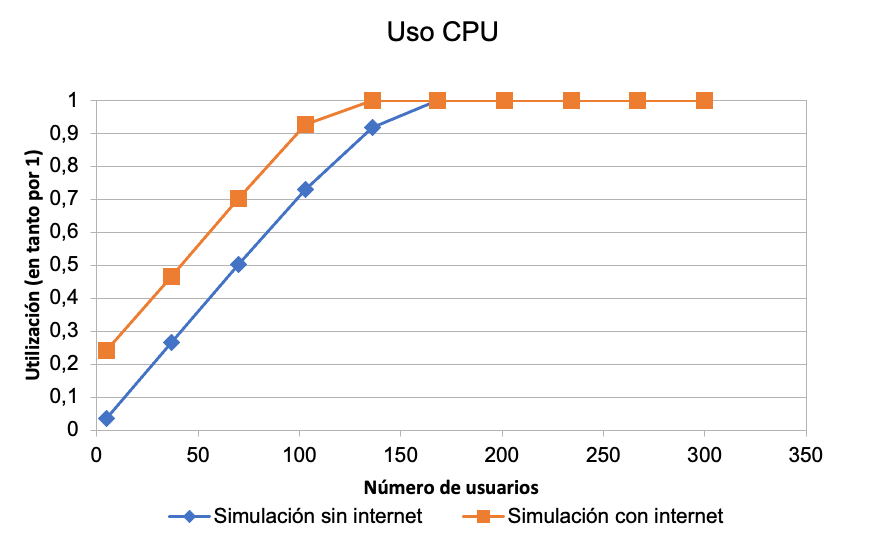 Uso CPU
Utilización (en tanto por 1)
1
0,9
0,8
0,7
0,6
0,5
0,4
0,3
0,2
0,1
0
0 50 100 150 200 250 300 350
Número de usuarios
Simulación sin internet Simulación con internet